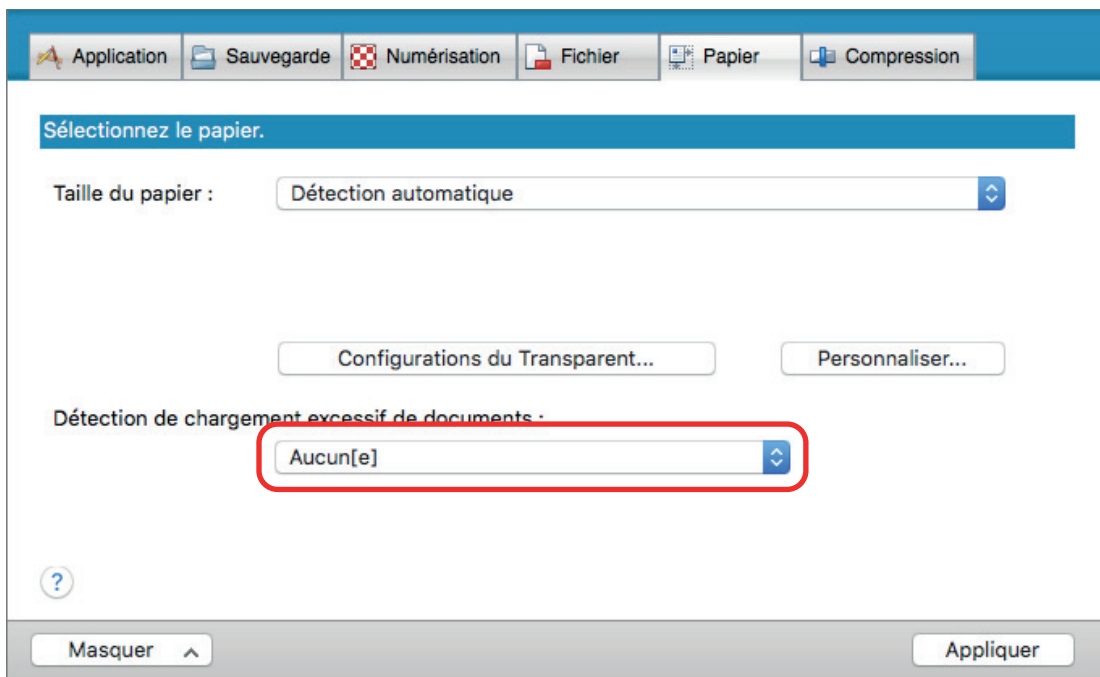 Application Sauvegarde Numérisation Fichier Papier Compression
Sélectionnez le papier.
Taille du papier : Détection automatique
Configurations du Transparent... Personnaliser...
Détection de chargement excessif de documents :
Aucun[e]
?
Masquer Appliquer